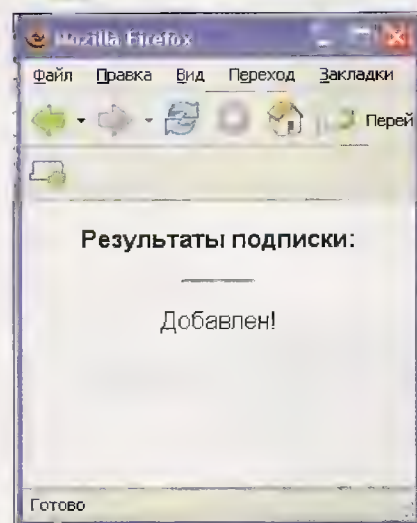 Mozilla Firefox
Файл Правка Вид Переход Закладки
Перей
Результаты подписки:
Добавлен!
Готово